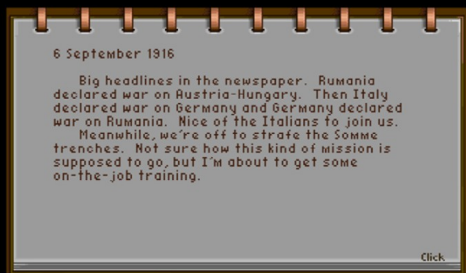 6 September 1916
Big headlines in the newspaper. Rumania
declared war on Austria-Hungary. Then Italy
declared war on Germany and Germany declared
war on Rumania. Nice of the Italians to join us.
Meanwhile, we're off to strafe the Somme
trenches. Not sure how this kind of mission is
supposed to go, but I'm about to get some
on-the-job training.
Click